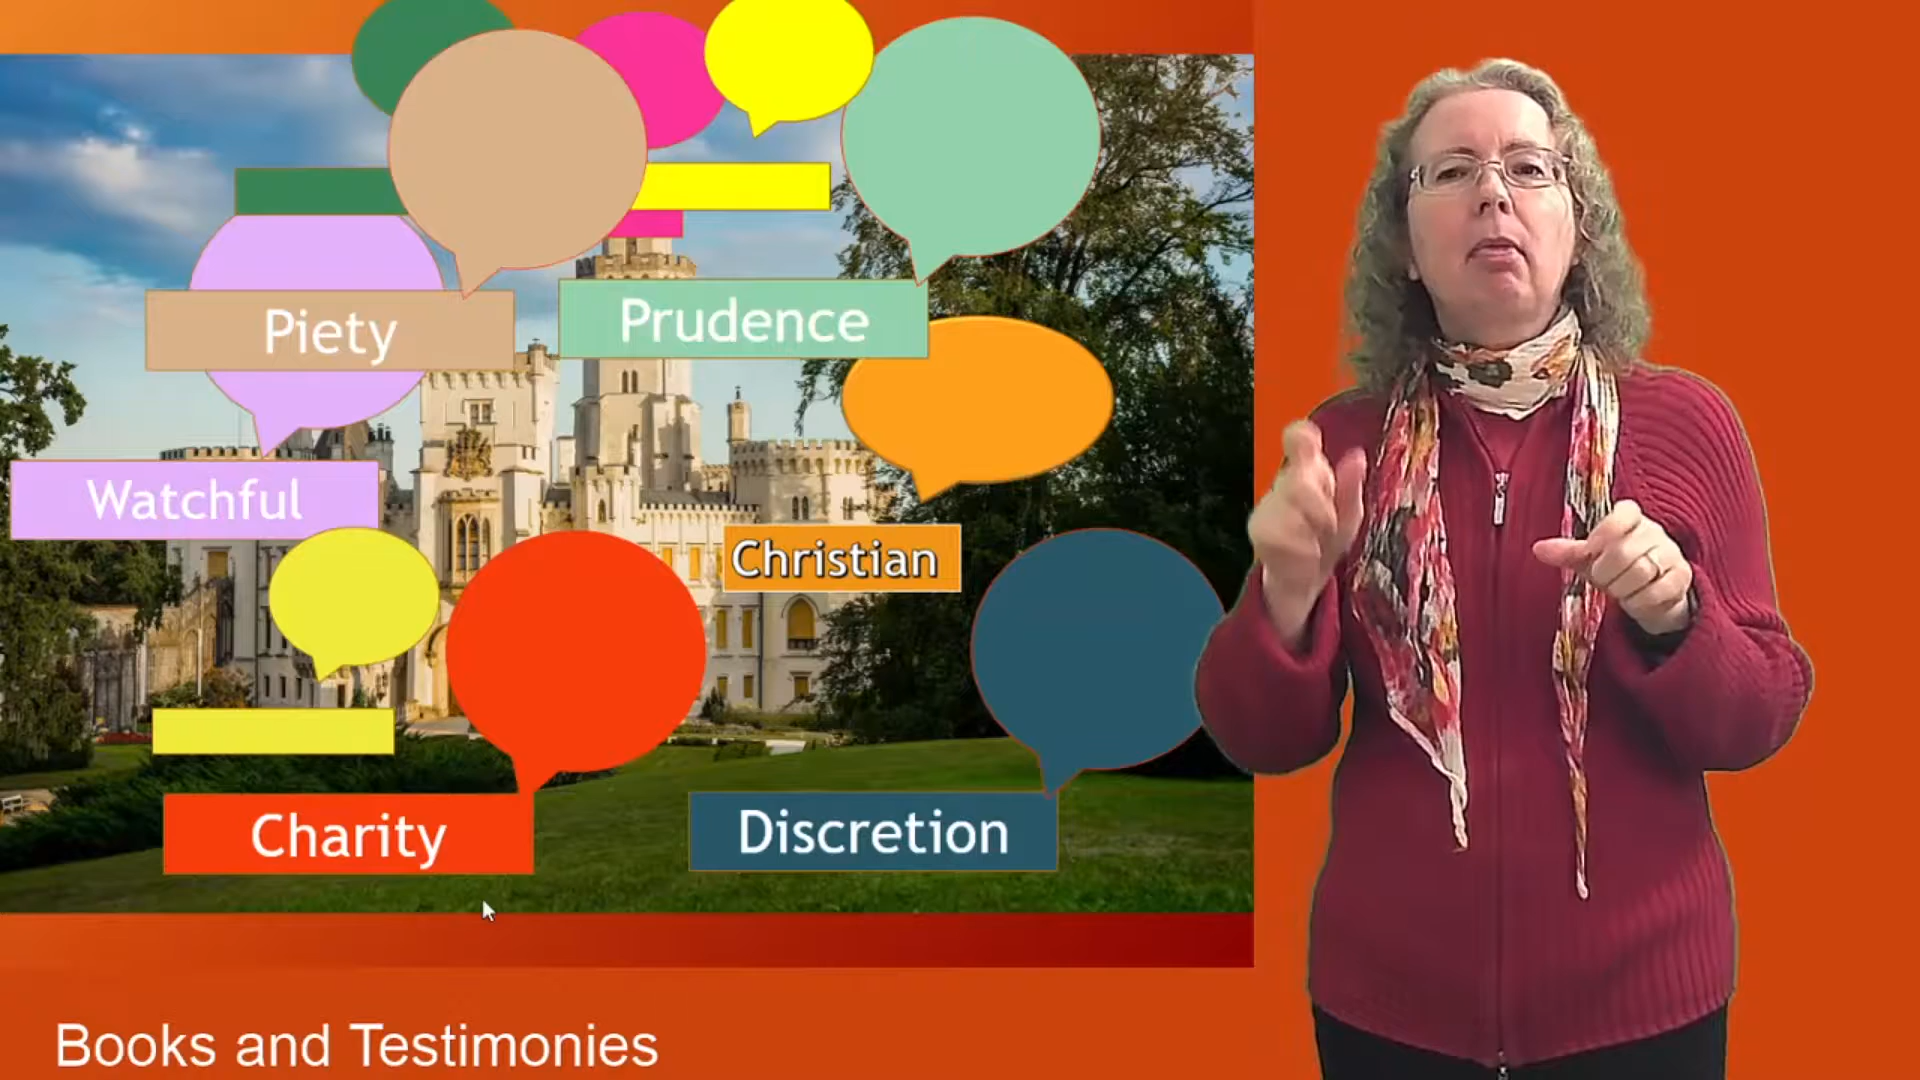 Piety
Prudence
Watchful
Christian
Charity
Discretion
Books and Testimonies